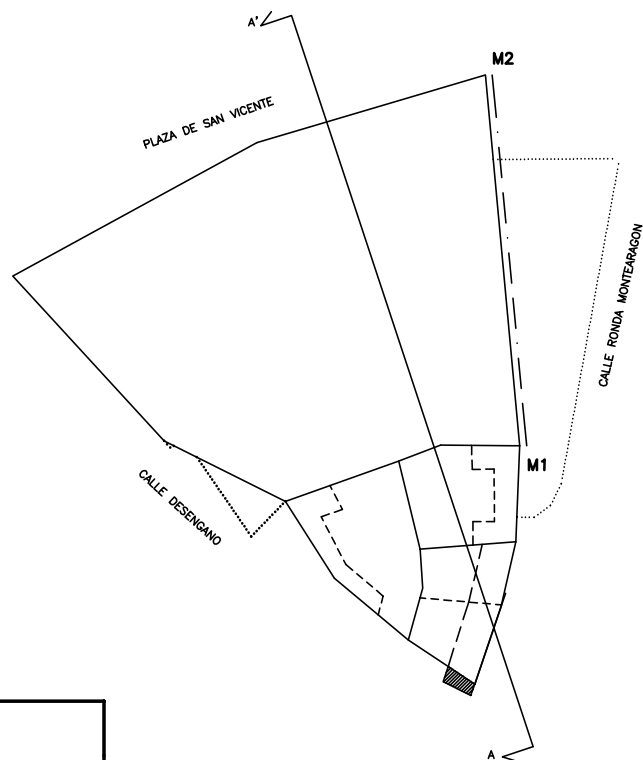 A'
M2
PLAZA DE SAN VICENTE
CALLE RONDA MONTEARAGON
M1
CALLE DESENGANO
A